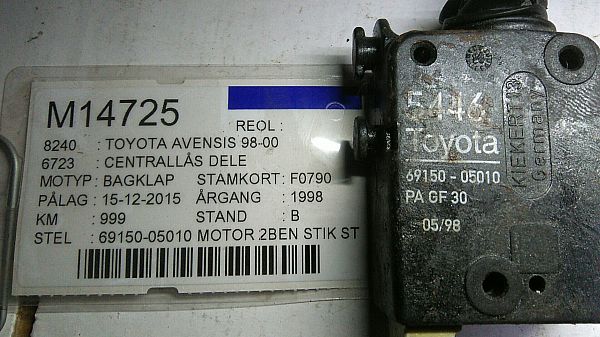 M14725
REOL :
8240 : TOYOTA AVENSIS 98-00
6723 : CENTRALLÅS DELE
MOTYP : BAGKLAP STAMKORT : F0790
PÅLAG : 15-12-2015 ÅRGANG : 1998
KM : 999 STAND : B
STEL : 69150-05010 MOTOR 2BEN STIK ST
5446
Toyota
69150-05010
PA GF 30
05/98
KIEKERT
Germany